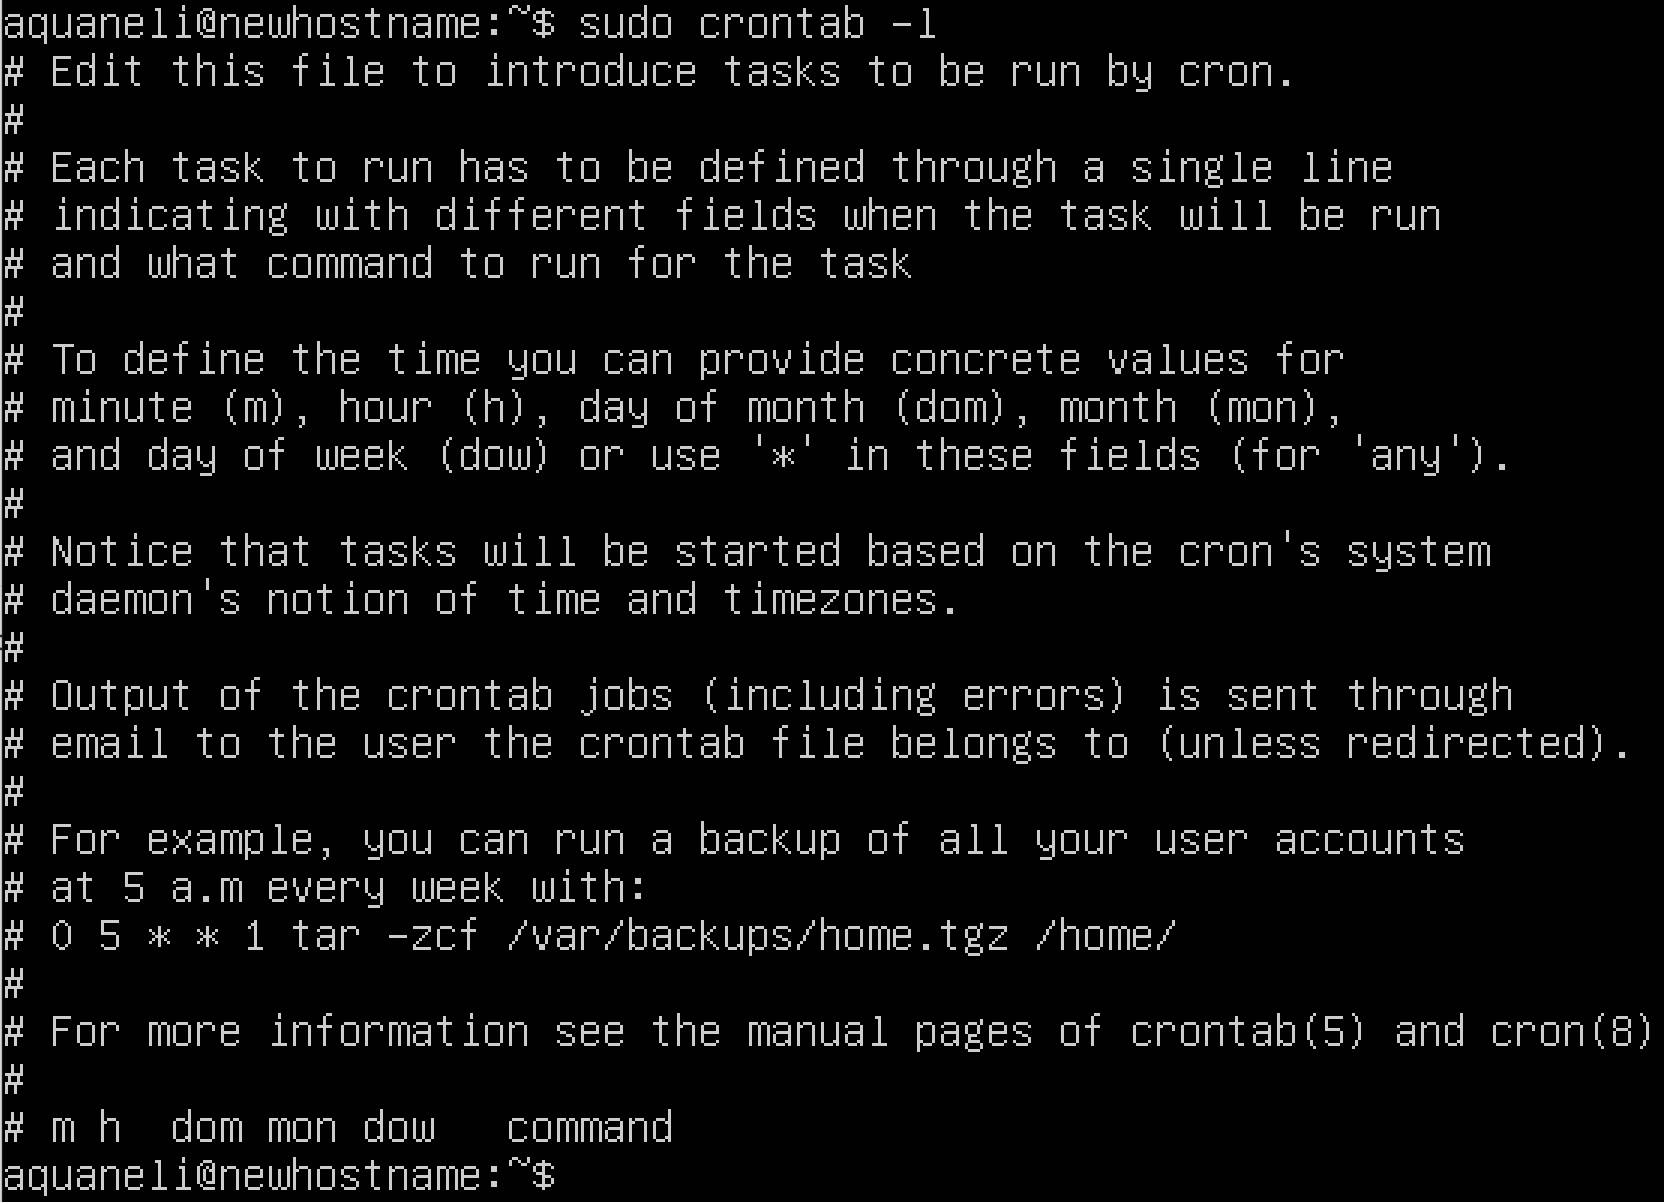 aquaneli@newhostname:~$ sudo crontab -l
# Edit this file to introduce tasks to be run by cron.
#
# Each task to run has to be defined through a single line
# indicating with different fields when the task will be run
# and what command to run for the task
#
# To define the time you can provide concrete values for
# minute (m), hour (h), day of month (dom), month (mon),
# and day of week (dow) or use '*' in these fields (for 'any').
#
# Notice that tasks will be started based on the cron's system
# daemon's notion of time and timezones.
#
# Output of the crontab jobs (including errors) is sent through
# email to the user the crontab file belongs to (unless redirected).
#
# For example, you can run a backup of all your user accounts
# at 5 a.m every week with:
# 0 5 * * 1 tar -zcf /var/backups/home.tgz /home/
#
# For more information see the manual pages of crontab(5) and cron(8)
#
# m h  dom mon dow   command
aquaneli@newhostname:~$